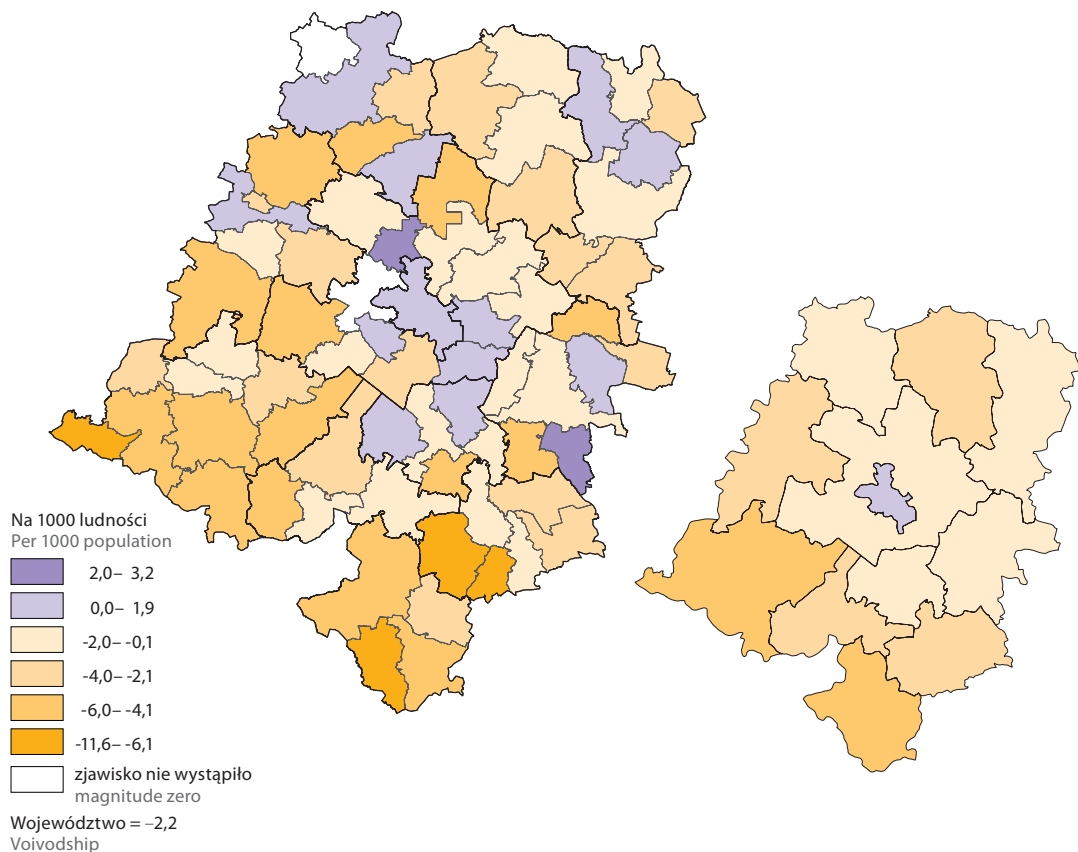 Na 1000 ludności
Per 1000 population
2,0– 3,2
0,0– 1,9
-2,0– -0,1
-4,0– -2,1
-6,0– -4,1
-11,6– -6,1
zjawisko nie wystąpiło
magnitude zero
Województwo = –2,2
Voivodship